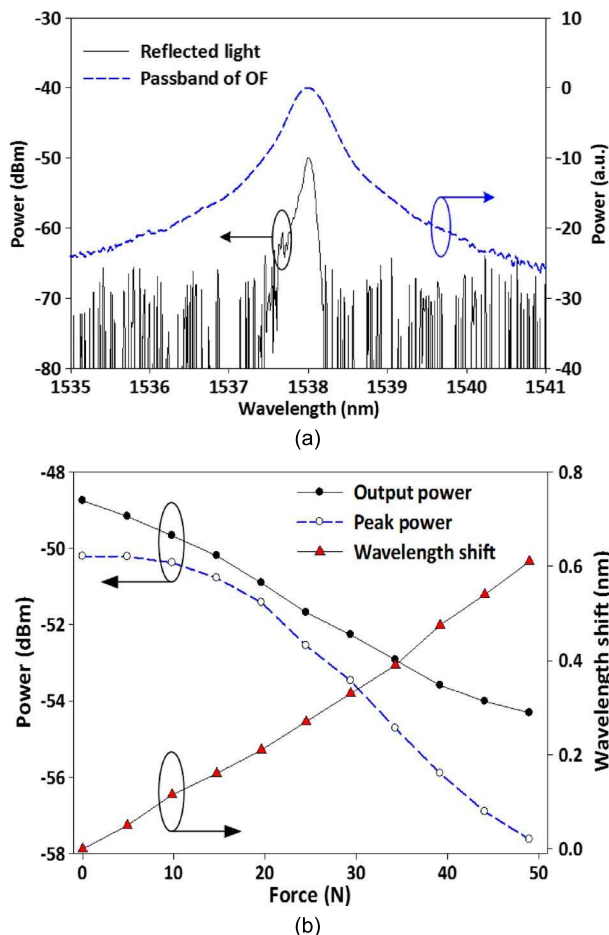 -30
-40
-50
-60
-70
-80
Power (dBm)
Reflected light
Passband of OF
10
0
-10
-20
-30
-40
Power (a.u.)
1535 1536 1537 1538 1539 1540 1541
Wavelength (nm)
(a)
-48
-50
-52
-54
-56
-58
Power (dBm)
Output power
Peak power
Wavelength shift
0.8
0.6
0.4
0.2
0.0
Wavelength shift (nm)
0 10 20 30 40 50
Force (N)
(b)